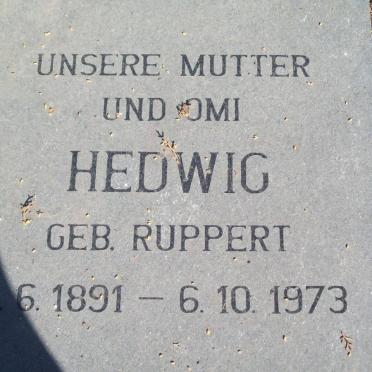 UNSERE MUTTER
UND OMI
HEDWIG
GEB. RUPPERT
. 6. 1891 – 6. 10. 1973